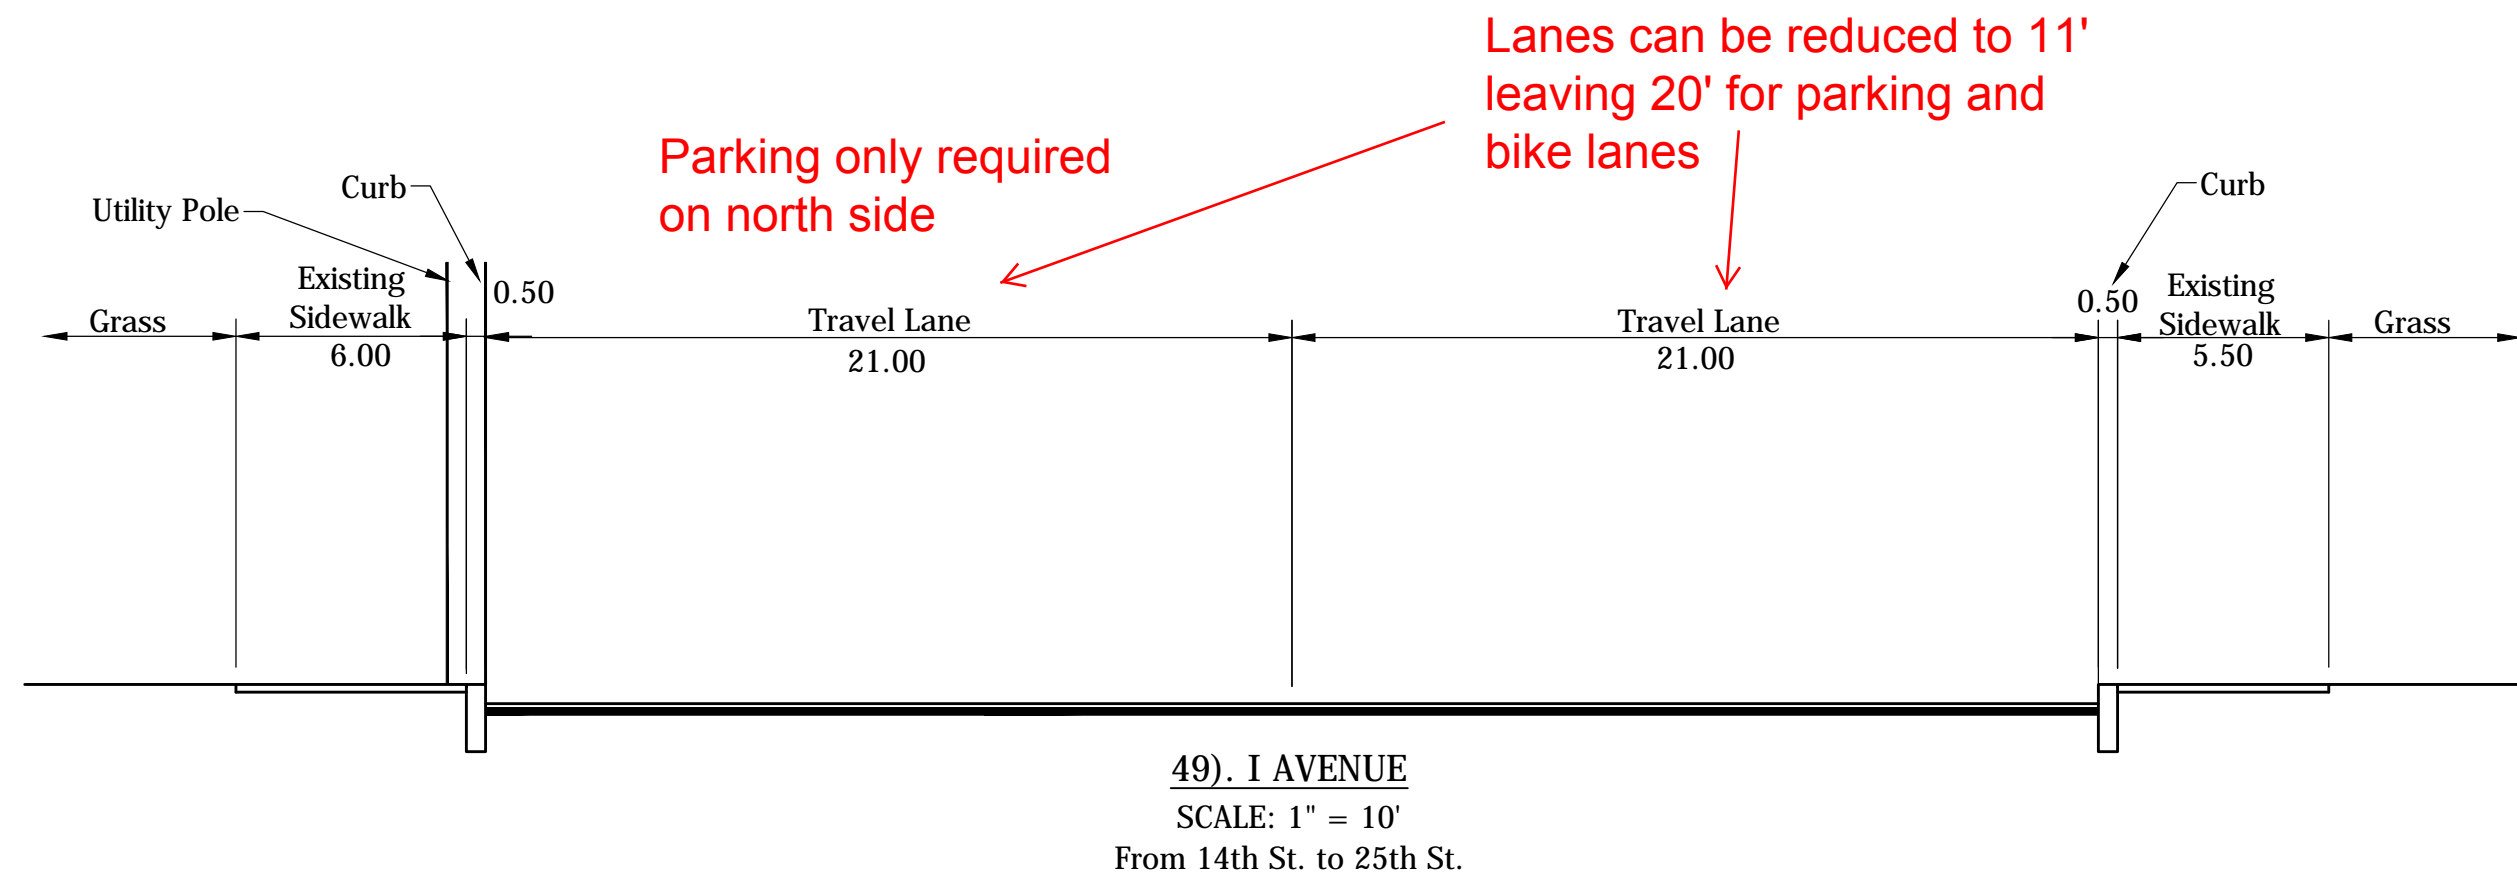 Lanes can be reduced to 11'
leaving 20' for parking and
bike lanes
Parking only required
on north side
Curb
Utility Pole
Curb
Existing
Sidewalk
6.00
Grass
0.50
Travel Lane
21.00
Travel Lane
21.00
0.50
Existing
Sidewalk
5.50
Grass
49). I AVENUE
SCALE: 1" = 10'
From 14th St. to 25th St.